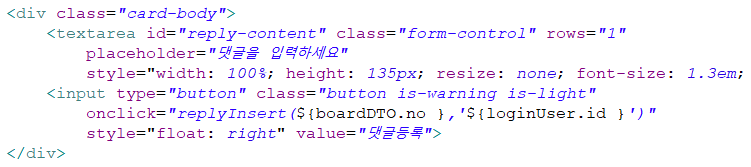 <div class="card-body">
<textarea id="reply-content" class="form-control" rows="1"
placeholder="댓글을 입력하세요"
style="width: 100%; height: 135px; resize: none; font-size: 1.3em;
<input type="button" class="button is-warning is-light"
onclick="replyInsert(${boardDTO.no },'${loginUser.id }')"
style="float: right" value="댓글등록">
</div>